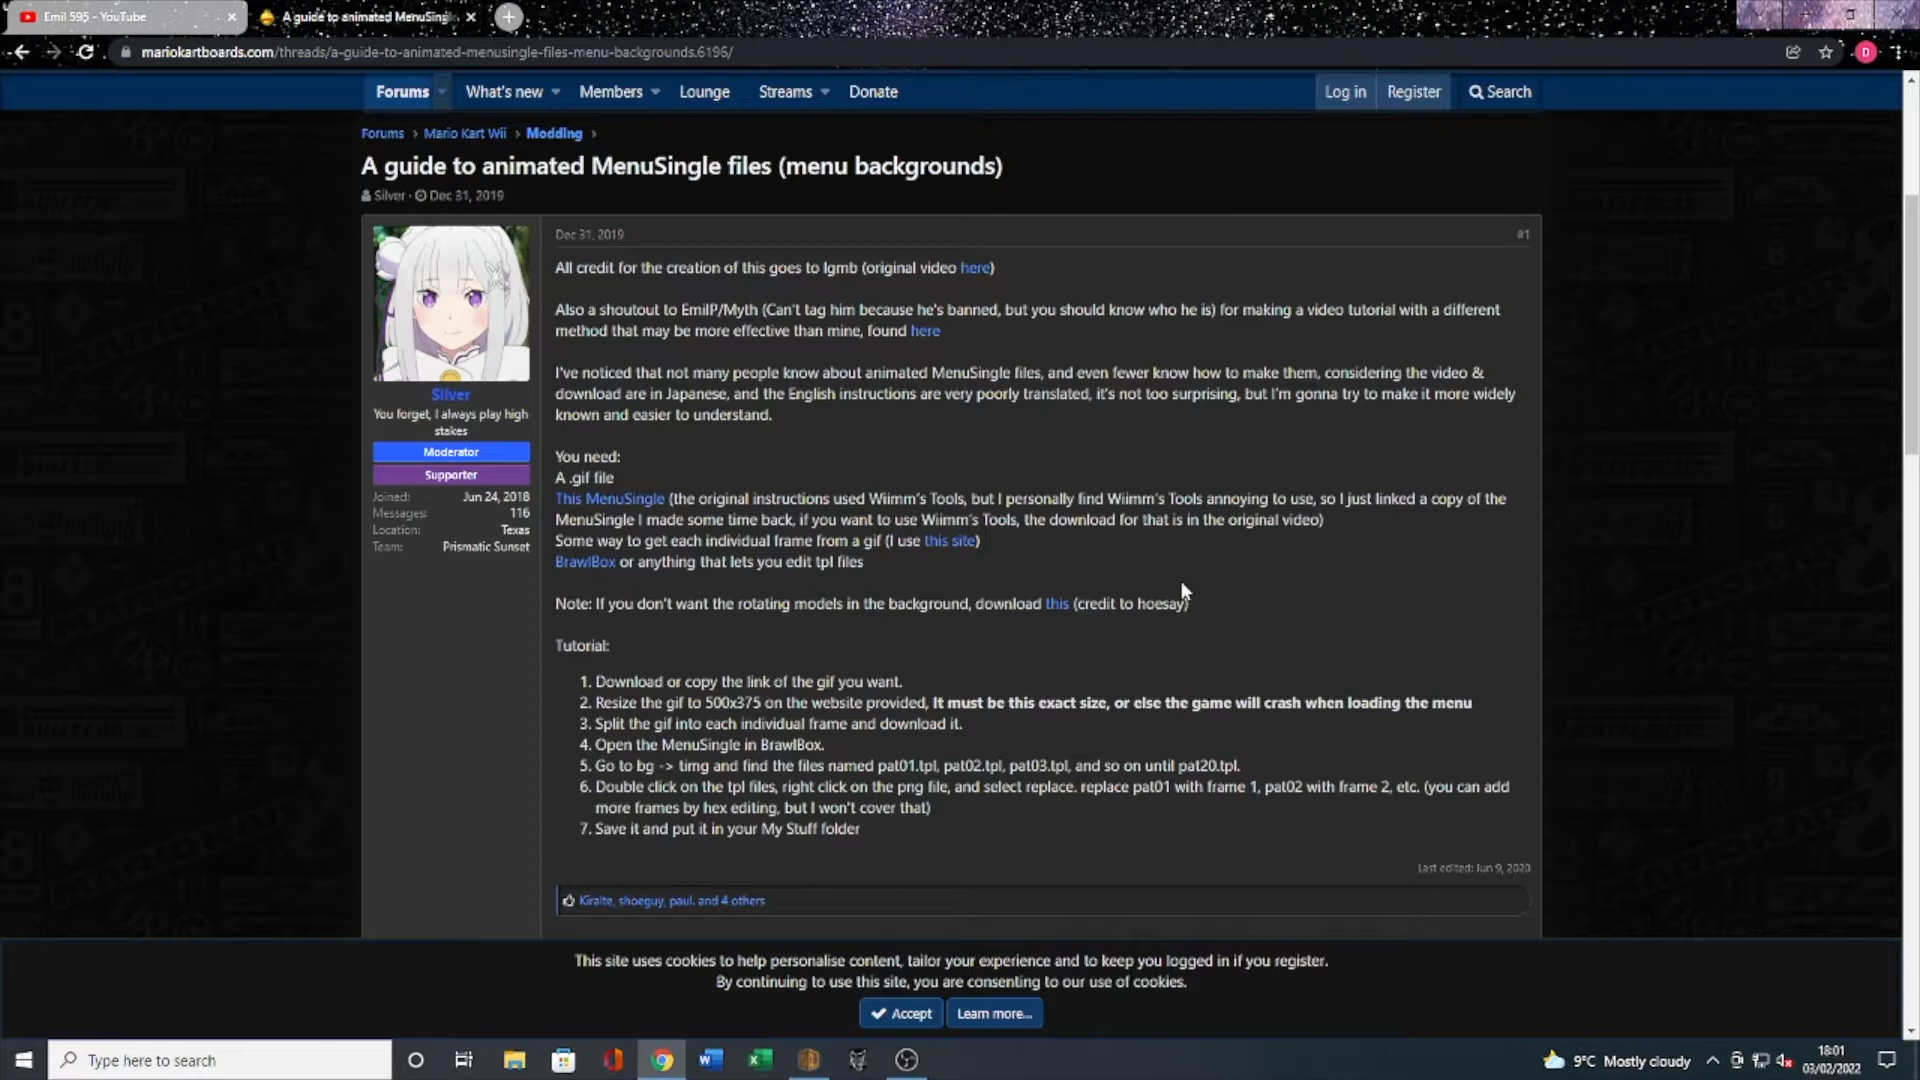 Emil 595 - YouTube
A guide to animated MenuSing
mariokartboards.com/threads/a-guide-to-animated-menusingle-files-menu-backgrounds.6196/
D
Forums What's new Members Lounge Streams Donate Log in Register Search
Forums > Mario Kart Wii > Modding >
A guide to animated MenuSingle files (menu backgrounds)
Silver · Dec 31, 2019
Dec 31, 2019 #1
Silver
You forget, I always play high
stakes
Moderator
Supporter
Joined: Jun 24, 2018
Messages: 116
Location: Texas
Team: Prismatic Sunset
All credit for the creation of this goes to lgmb (original video here)
Also a shoutout to EmilP/Myth (Can't tag him because he's banned, but you should know who he is) for making a video tutorial with a different
method that may be more effective than mine, found here
I've noticed that not many people know about animated MenuSingle files, and even fewer know how to make them, considering the video &
download are in Japanese, and the English instructions are very poorly translated, it's not too surprising, but I'm gonna try to make it more widely
known and easier to understand.
You need:
A .gif file
This MenuSingle (the original instructions used Wiimm's Tools, but I personally find Wiimm's Tools annoying to use, so I just linked a copy of the
MenuSingle I made some time back, if you want to use Wiimm's Tools, the download for that is in the original video)
Some way to get each individual frame from a gif (I use this site)
BrawlBox or anything that lets you edit tpl files
Note: If you don't want the rotating models in the background, download this (credit to hoesay)
Tutorial:
1. Download or copy the link of the gif you want.
2. Resize the gif to 500x375 on the website provided, It must be this exact size, or else the game will crash when loading the menu
3. Split the gif into each individual frame and download it.
4. Open the MenuSingle in BrawlBox.
5. Go to bg -> timg and find the files named pat01.tpl, pat02.tpl, pat03.tpl, and so on until pat20.tpl.
6. Double click on the tpl files, right click on the png file, and select replace. replace pat01 with frame 1, pat02 with frame 2, etc. (you can add
more frames by hex editing, but I won't cover that)
7. Save it and put it in your My Stuff folder
Last edited: Jun 9, 2020
Kiraite, shoeguy, paul. and 4 others
This site uses cookies to help personalise content, tailor your experience and to keep you logged in if you register.
By continuing to use this site, you are consenting to our use of cookies.
Accept Learn more...
Type here to search
9°C Mostly cloudy
18:01
03/02/2022